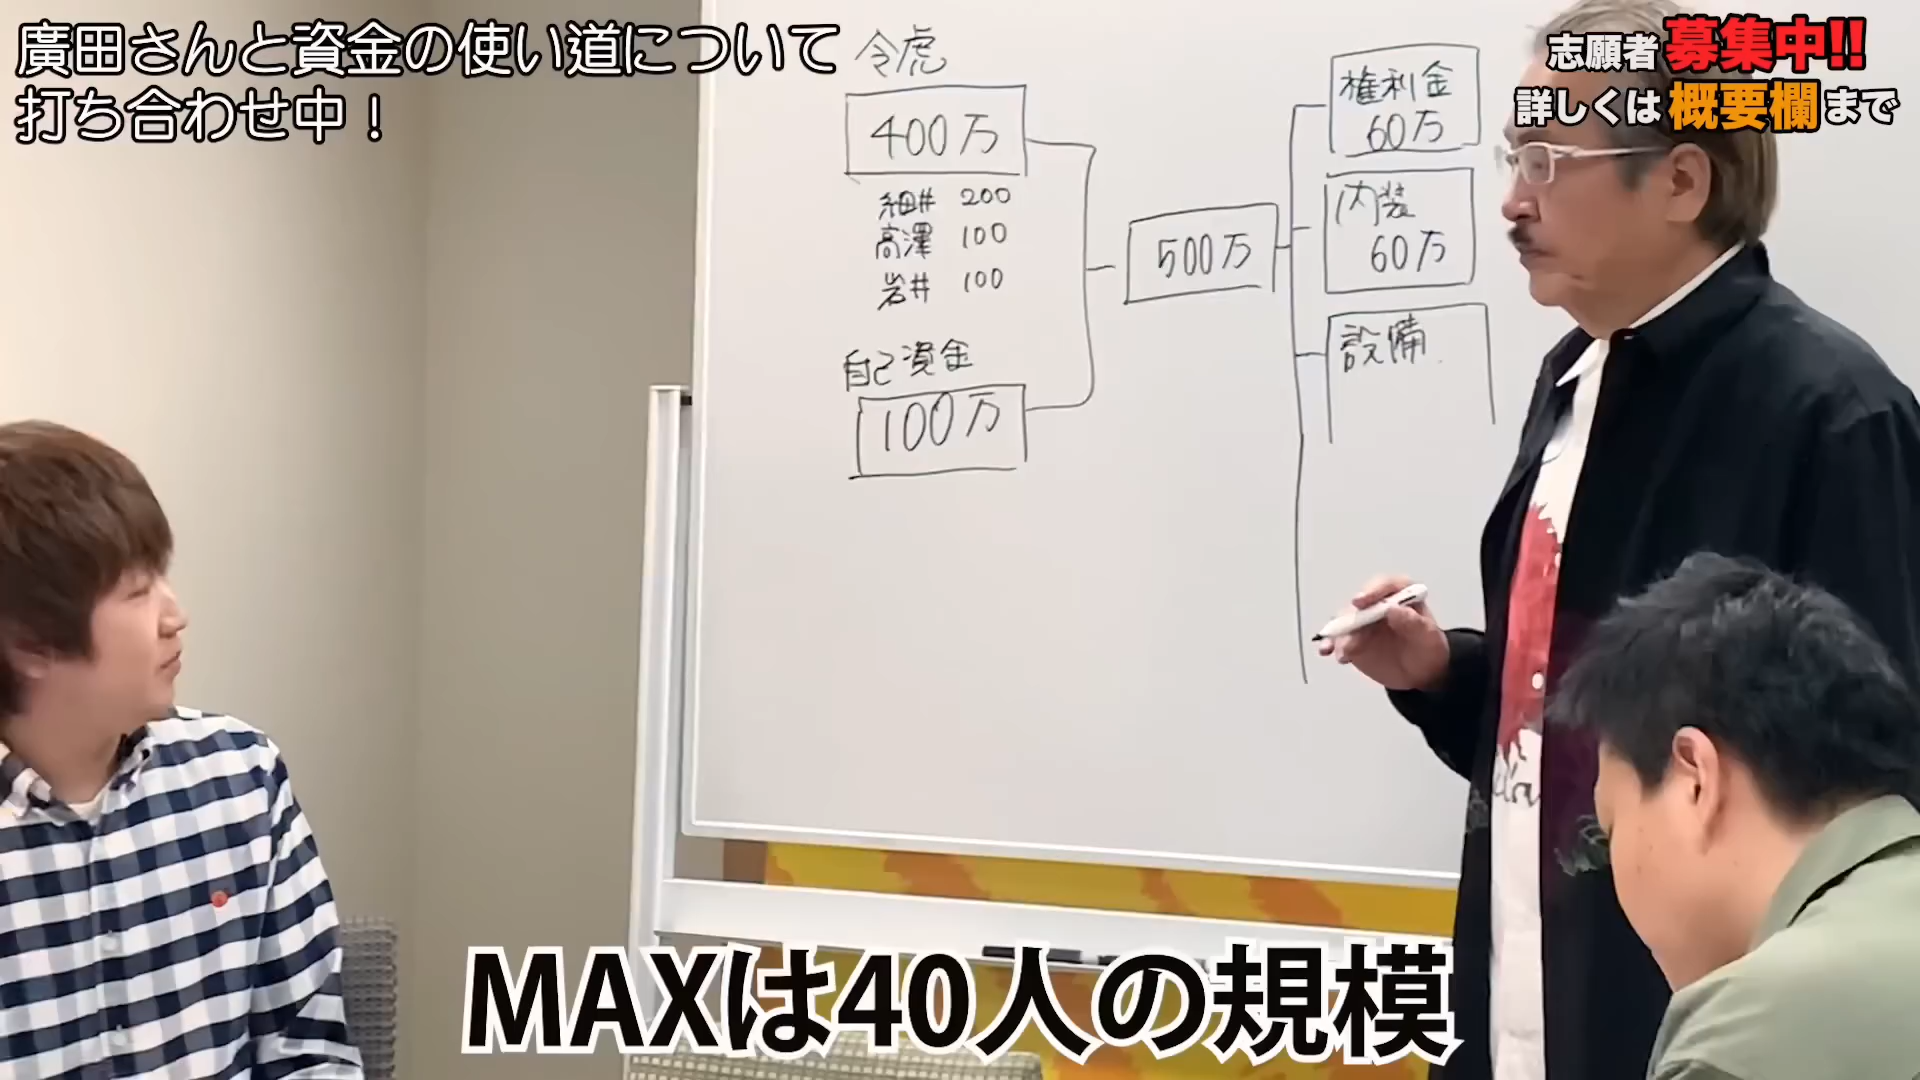 廣田さんと資金の使い道について
打ち合わせ中！
志願者募集中!!
詳しくは概要欄まで
令虎
400万
細井 200
高澤 100
岩井 100
自己資金
100万
500万
権利金
60万
内装
60万
設備
MAXは40人の規模